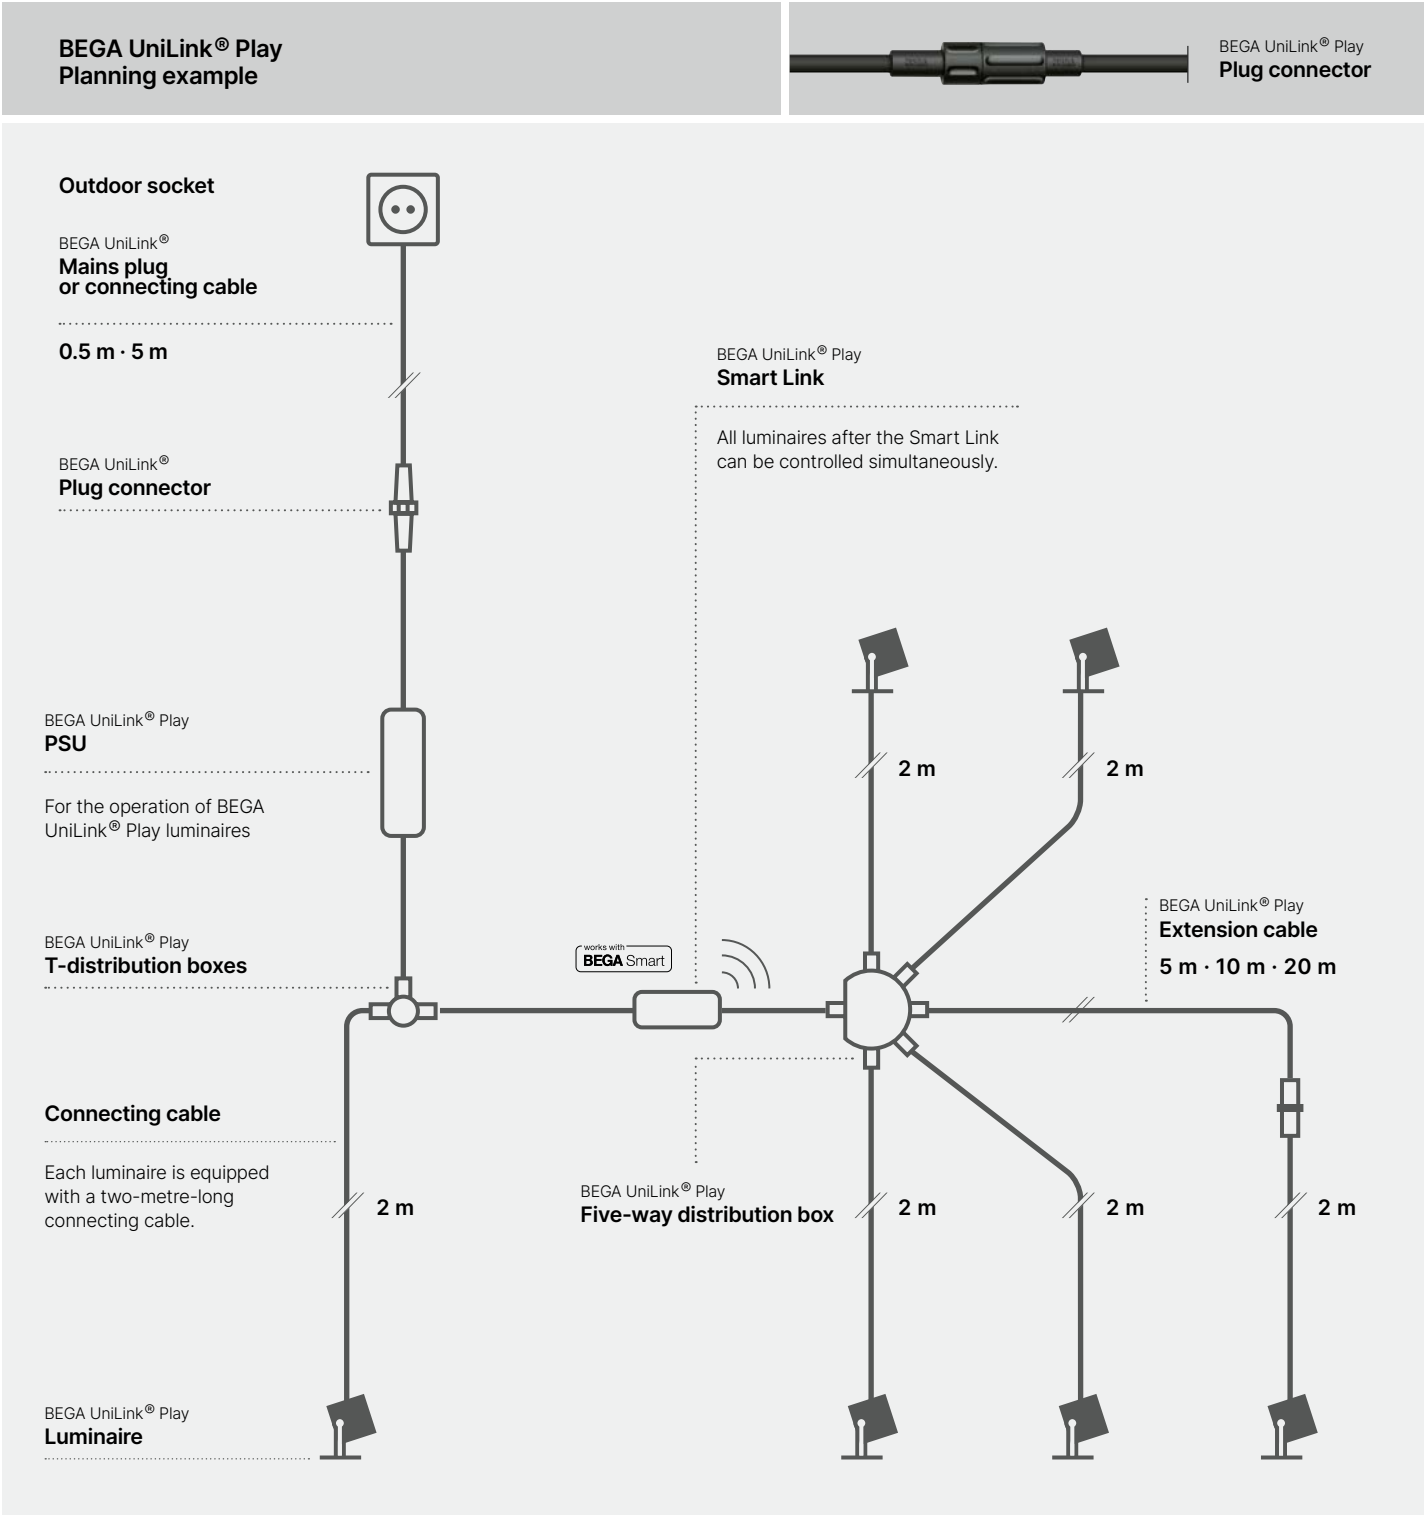 BEGA UniLink® Play
Planning example
BEGA UniLink® Play
Plug connector
Outdoor socket
BEGA UniLink®
Mains plug
or connecting cable
0.5 m · 5 m
BEGA UniLink® Play
Smart Link
All luminaires after the Smart Link
can be controlled simultaneously.
BEGA UniLink®
Plug connector
BEGA UniLink® Play
PSU
For the operation of BEGA
UniLink® Play luminaires
2 m
2 m
BEGA UniLink® Play
Extension cable
5 m · 10 m · 20 m
BEGA UniLink® Play
T-distribution boxes
works with
BEGA Smart
Connecting cable
Each luminaire is equipped
with a two-metre-long
connecting cable.
2 m
BEGA UniLink® Play
Five-way distribution box
2 m
2 m
2 m
BEGA UniLink® Play
Luminaire